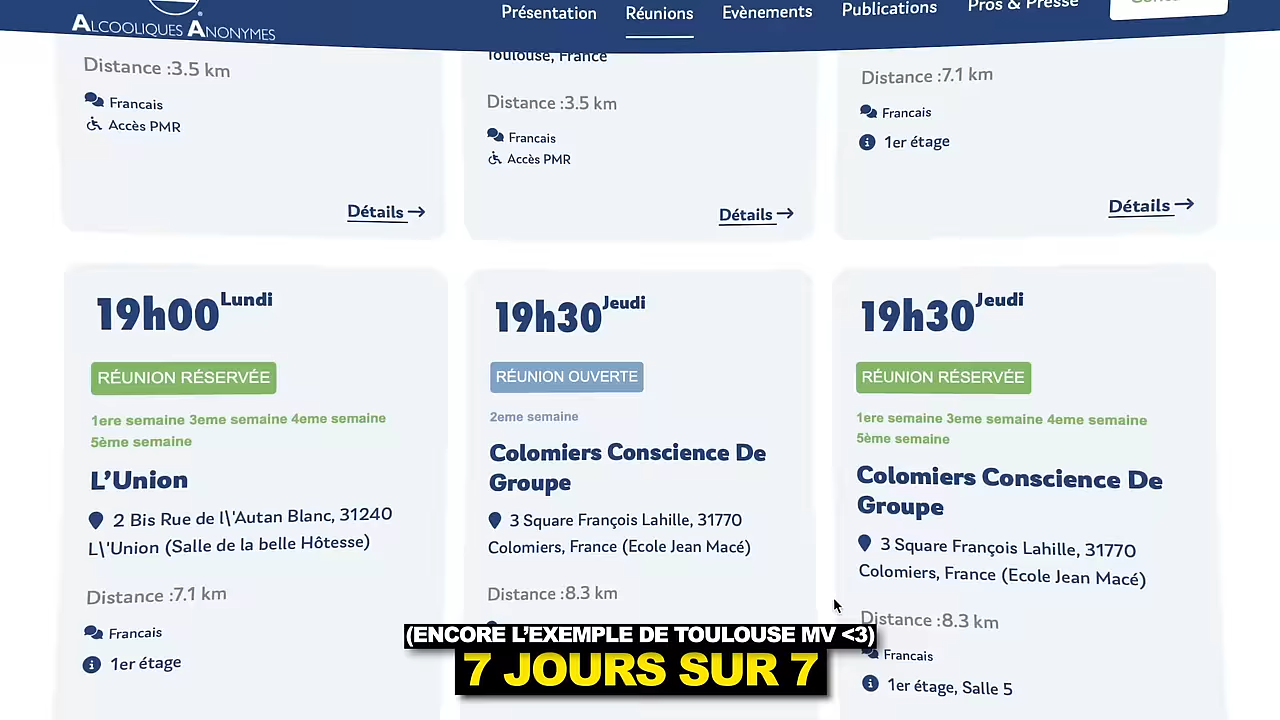 ALCOOLIQUES ANONYMES
Présentation
Réunions
Evènements
Publications
Pros & Presse
Distance :3.5 km
Francais
Accès PMR
Détails →
Toulouse, France
Distance :3.5 km
Francais
Accès PMR
Détails →
Distance :7.1 km
Francais
1er étage
Détails →
19h00 Lundi
RÉUNION RÉSERVÉE
1ere semaine 3eme semaine 4eme semaine
5ème semaine
L'Union
2 Bis Rue de l\'Autan Blanc, 31240
L\'Union (Salle de la belle Hôtesse)
Distance :7.1 km
Francais
1er étage
19h30 Jeudi
RÉUNION OUVERTE
2eme semaine
Colomiers Conscience De
Groupe
3 Square François Lahille, 31770
Colomiers, France (Ecole Jean Macé)
Distance :8.3 km
19h30 Jeudi
RÉUNION RÉSERVÉE
1ere semaine 3eme semaine 4eme semaine
5ème semaine
Colomiers Conscience De
Groupe
3 Square François Lahille, 31770
Colomiers, France (Ecole Jean Macé)
Distance :8.3 km
Francais
1er étage, Salle 5
(ENCORE L'EXEMPLE DE TOULOUSE MV <3)
7 JOURS SUR 7